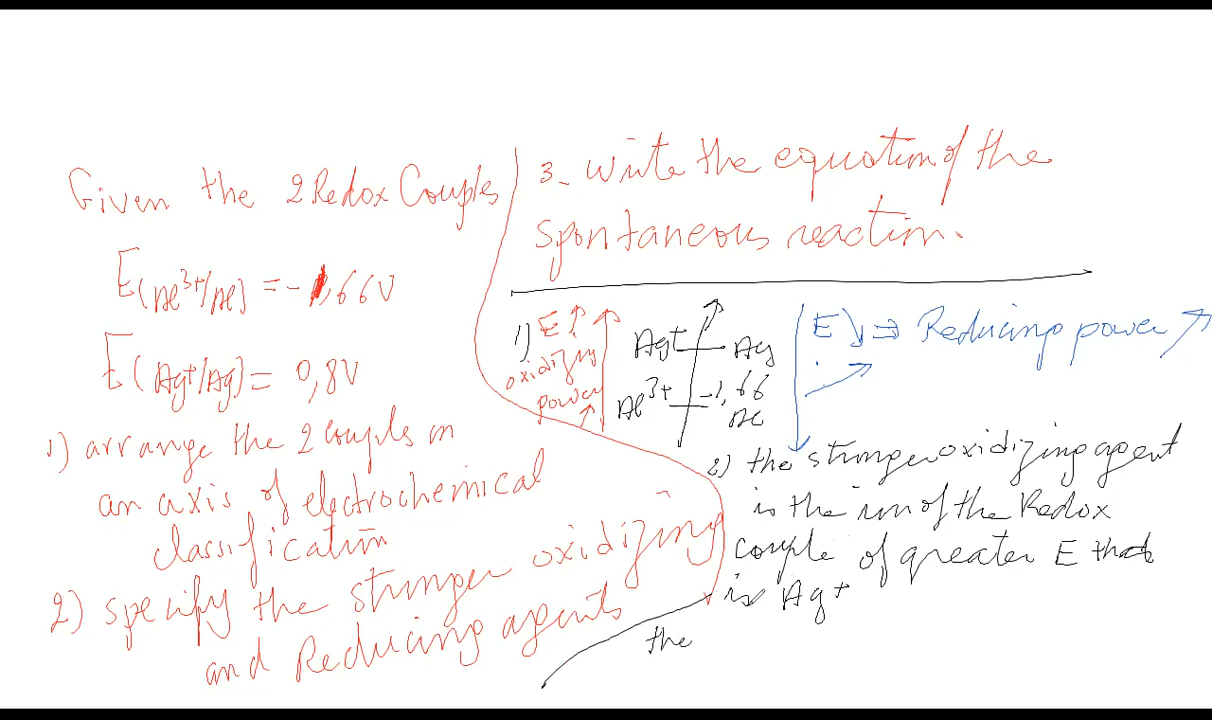 Given the 2 Redox Couples
E(Al³⁺/Al) = -1,66V
E(Ag⁺/Ag) = 0,8V
1) arrange the 2 couples on
an axis of electrochemical
classification
2) specify the stronger oxidizing
and Reducing agents
3- Write the equation of the
spontaneous reaction.
1) E↑
oxidizing
power ↑
Ag⁺ Ag
Al³⁺ -1,66
Al
E↓ ⇒ Reducing power ↗
2) the stronger oxidizing agent
is the ion of the Redox
couple of greater E that
is Ag⁺
the